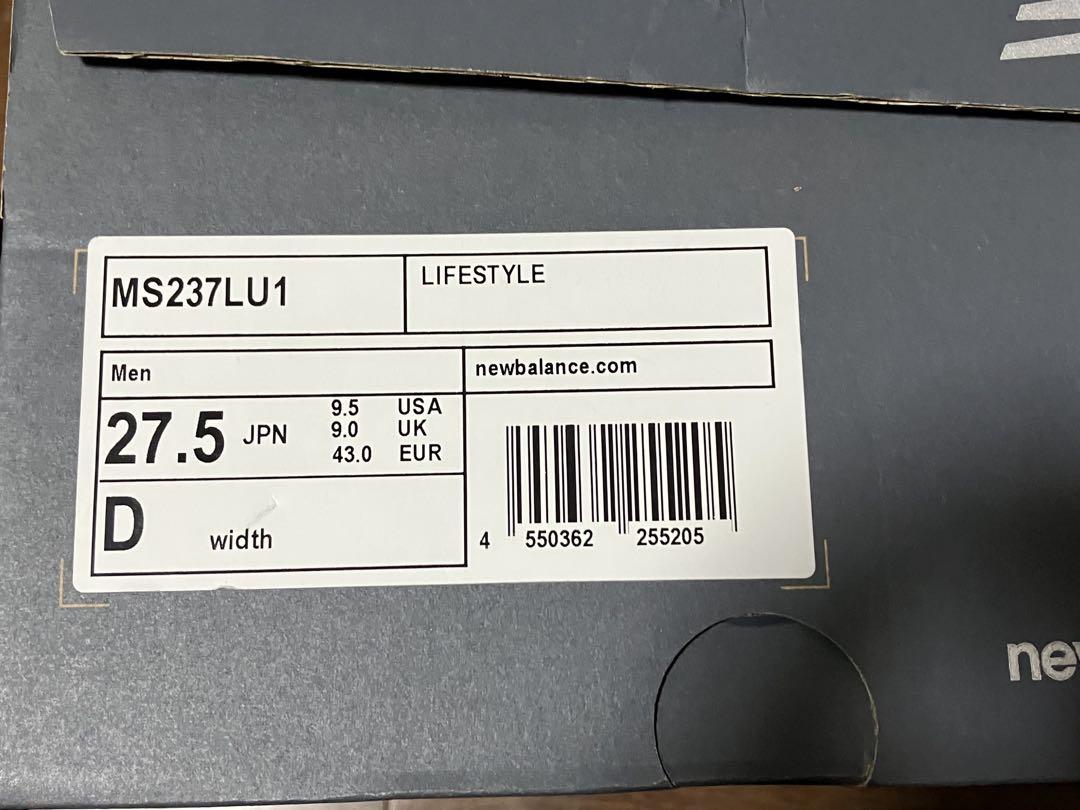 MS237LU1
LIFESTYLE
Men
newbalance.com
27.5 JPN
9.5 USA
9.0 UK
43.0 EUR
D width
4 550362 255205